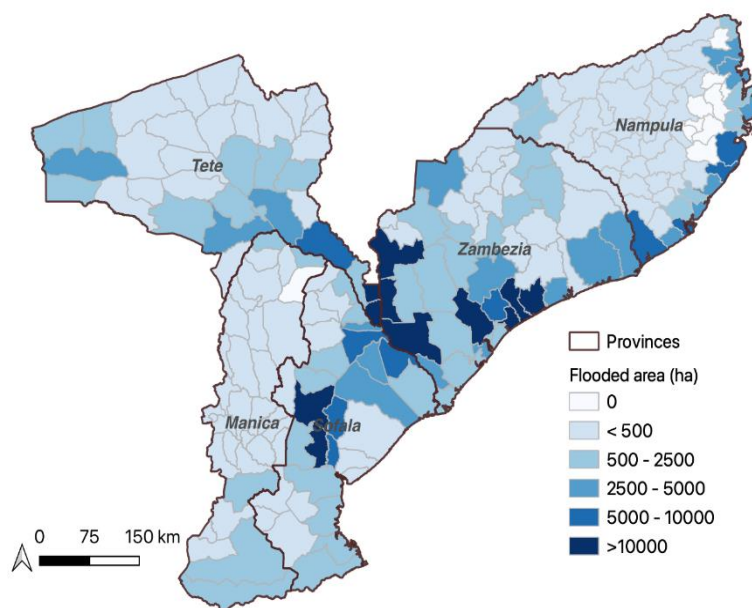 Nampula
Tete
Zambezia
Manica
Sofala
Provinces
Flooded area (ha)
0
< 500
500 - 2500
2500 - 5000
5000 - 10000
>10000
0 75 150 km